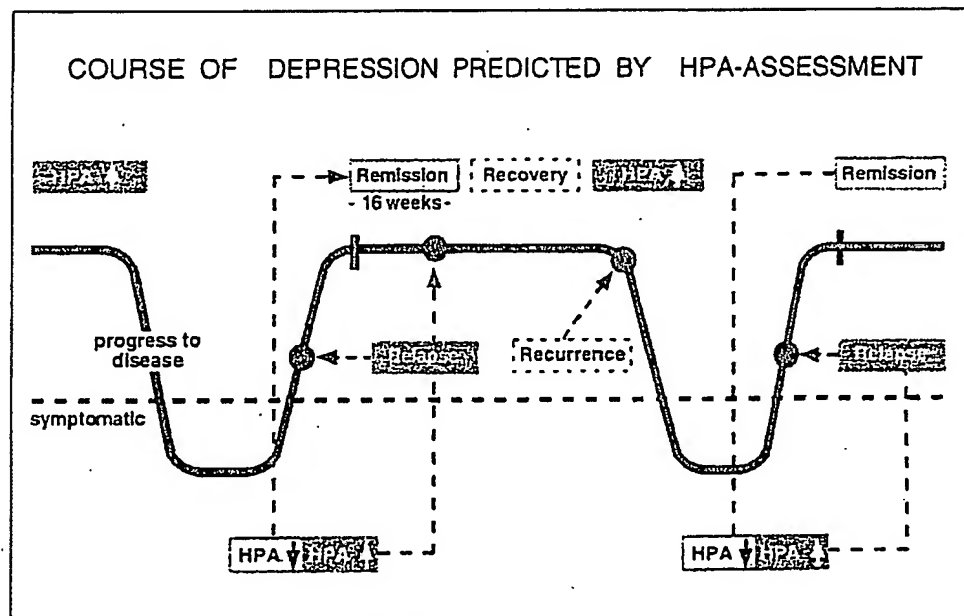 COURSE OF DEPRESSION PREDICTED BY HPA-ASSESSMENT
HPA
Remission
Recovery
HPA
Remission
- 16 weeks -
progress to
disease
Relapse
Recurrence
Relapse
symptomatic
HPA
HPA
HPA
HPA